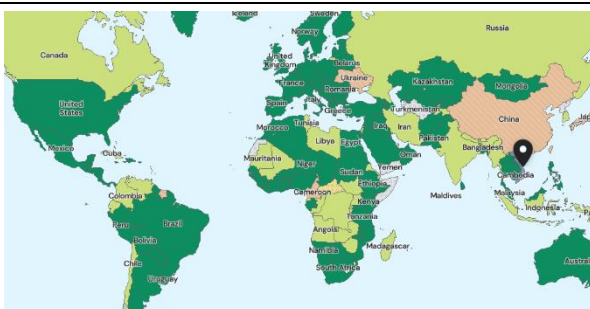 Iceland
Sweden
Norway
Russia
Canada
United
Kingdom
Belarus
Ukraine
France
Romania
Kazakhstan
Mongolia
Spain
Italy
Greece
Turkmenistan
United
States
China
Morocco
Tunisia
Iraq
Iran
Pakistan
Libya
Egypt
Mexico
Cuba
Bangladesh
Oman
Mauritania
Niger
Sudan
Yemen
Cambodia
Colombia
Cameroon
Ethiopia
Maldives
Malaysia
Kenya
Indonesia
Peru
Brazil
Tanzania
Bolivia
Angola
Madagascar
Chile
Namibia
South Africa
Uruguay
Austral